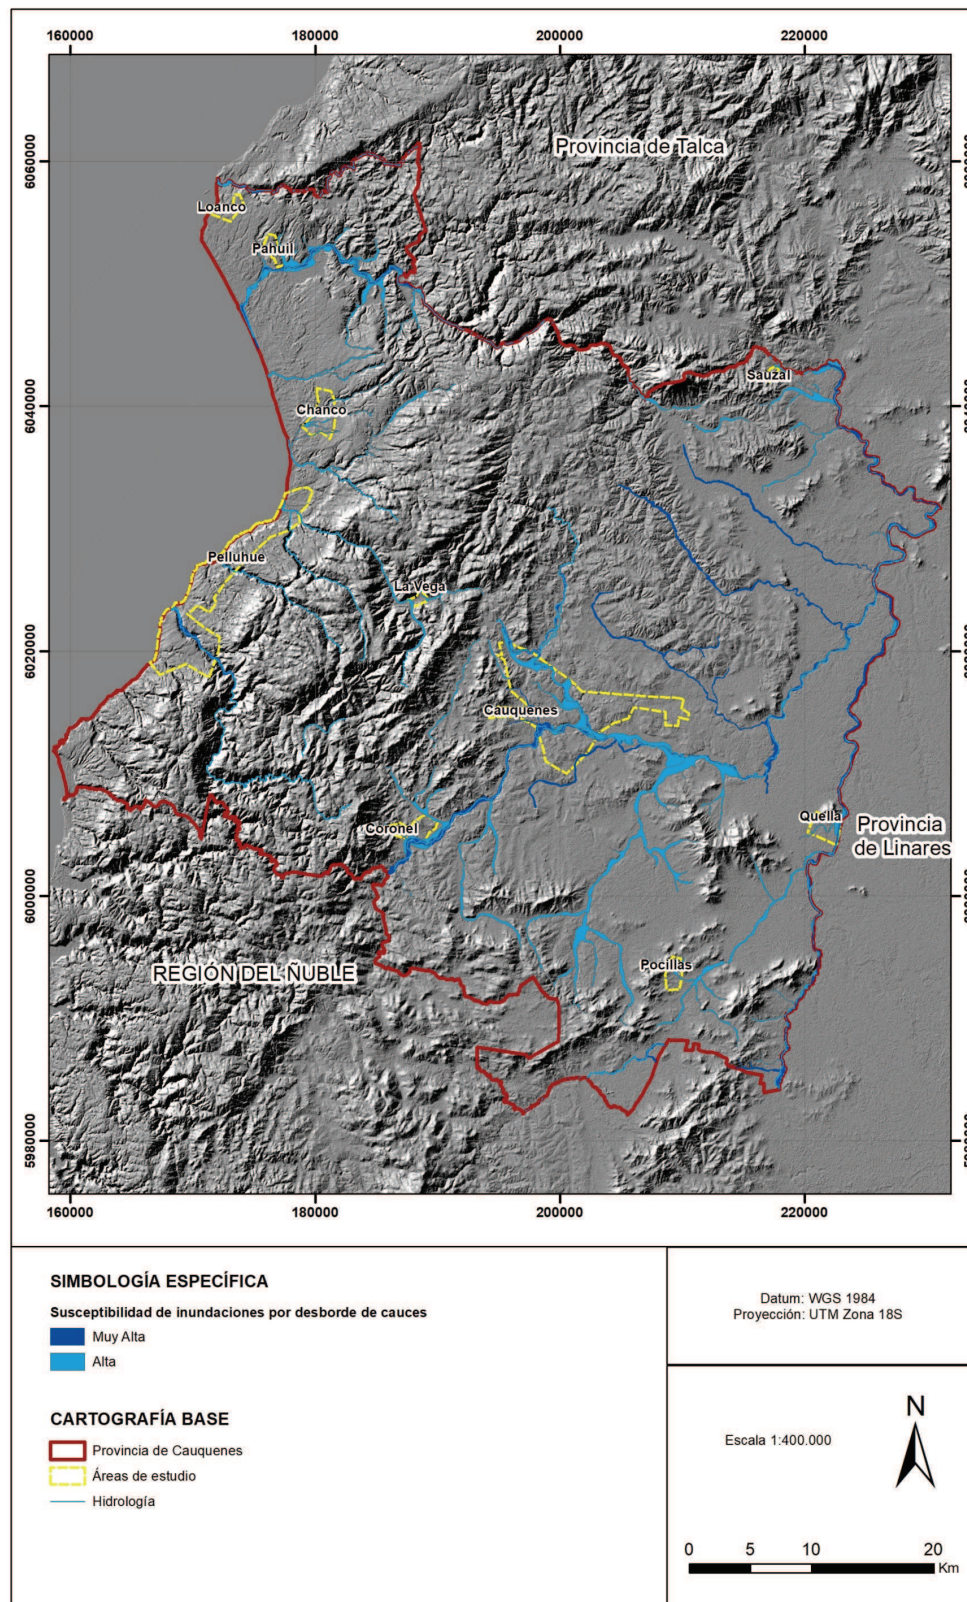 160000
180000
200000
220000
6060000
6040000
6020000
6000000
5980000
Provincia de Talca
Loanco
Pahuil
Sauzal
Chanco
Pelluhue
La Vega
Cauquenes
Coronel
Quella
Provincia
de Linares
REGIÓN DEL ÑUBLE
Pocillas
160000
180000
200000
220000
SIMBOLOGÍA ESPECÍFICA
Susceptibilidad de inundaciones por desborde de cauces
Muy Alta
Alta
CARTOGRAFÍA BASE
Provincia de Cauquenes
Áreas de estudio
Hidrología
Datum: WGS 1984
Proyección: UTM Zona 18S
Escala 1:400.000
N
0 5 10 20
Km